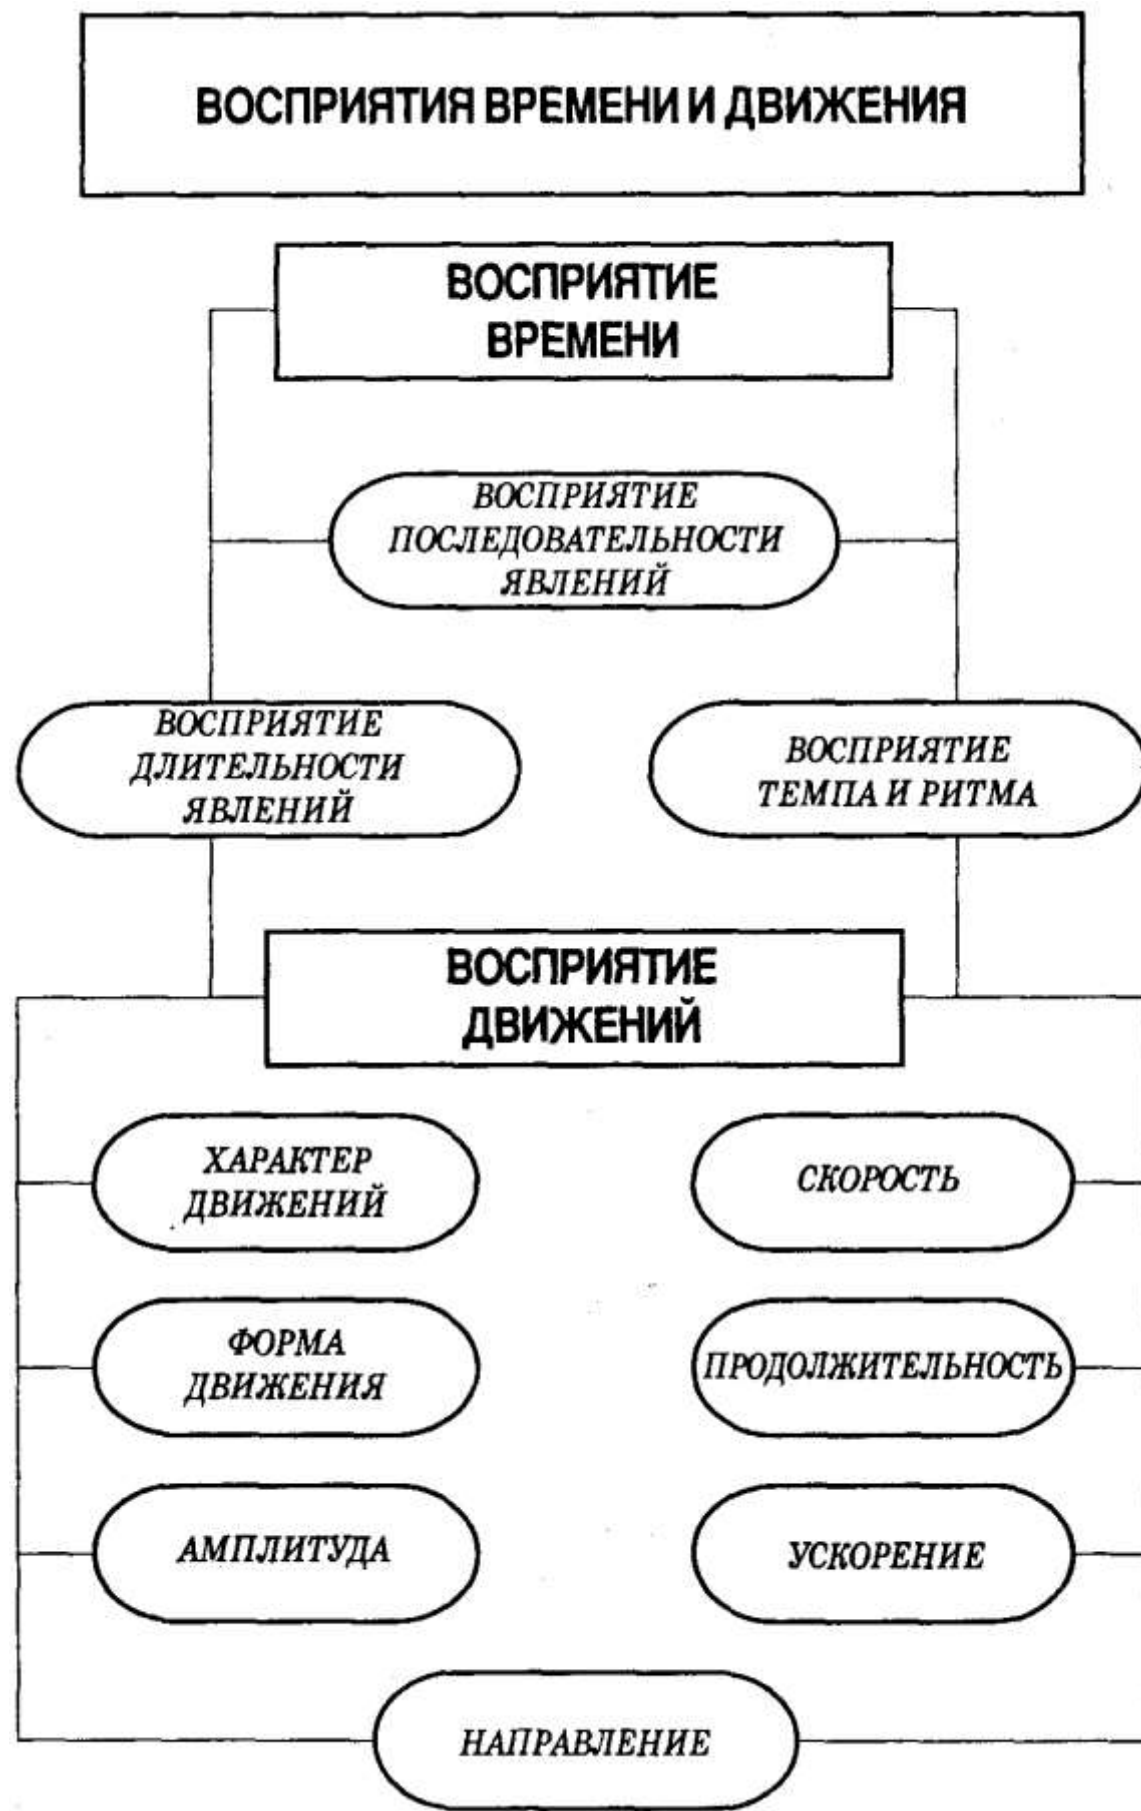 ВОСПРИЯТИЯ ВРЕМЕНИ И ДВИЖЕНИЯ
ВОСПРИЯТИЕ
ВРЕМЕНИ
ВОСПРИЯТИЕ
ПОСЛЕДОВАТЕЛЬНОСТИ
ЯВЛЕНИЙ
ВОСПРИЯТИЕ
ДЛИТЕЛЬНОСТИ
ЯВЛЕНИЙ
ВОСПРИЯТИЕ
ТЕМПА И РИТМА
ВОСПРИЯТИЕ
ДВИЖЕНИЙ
ХАРАКТЕР
ДВИЖЕНИЙ
СКОРОСТЬ
ФОРМА
ДВИЖЕНИЯ
ПРОДОЛЖИТЕЛЬНОСТЬ
АМПЛИТУДА
УСКОРЕНИЕ
НАПРАВЛЕНИЕ